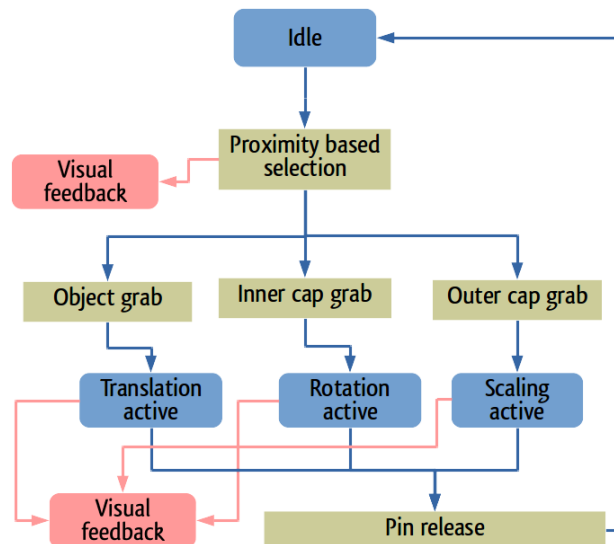 Idle
Proximity based
selection
Visual
feedback
Object grab
Inner cap grab
Outer cap grab
Translation
active
Rotation
active
Scaling
active
Visual
feedback
Pin release